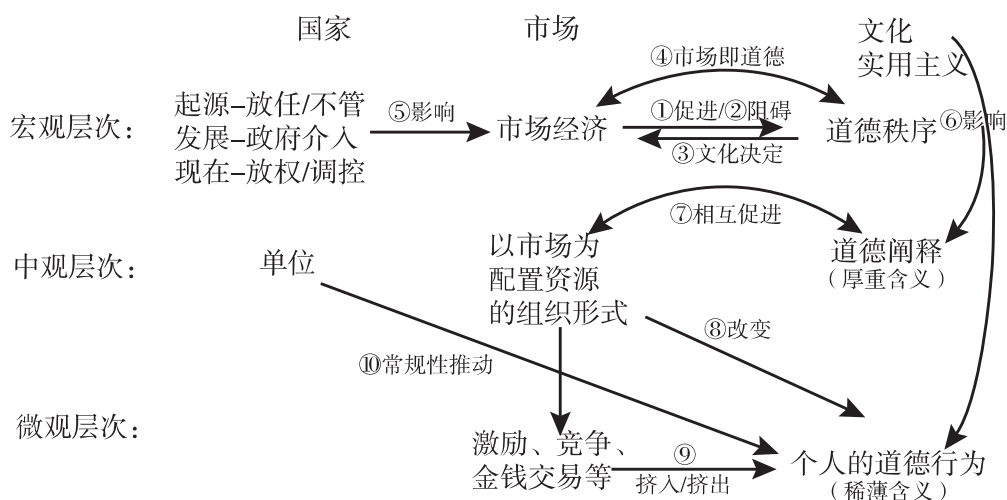 国家
市场
文化
实用主义
④市场即道德
起源–放任/不管
宏观层次：
发展–政府介入
现在–放权/调控
⑤影响
市场经济
①促进/②阻碍
③文化决定
道德秩序
⑥影响
⑦相互促进
中观层次：
单位
以市场为
配置资源
的组织形式
道德阐释
（厚重含义）
⑧改变
⑩常规性推动
微观层次：
激励、竞争、
金钱交易等
⑨
挤入/挤出
个人的道德行为
（稀薄含义）